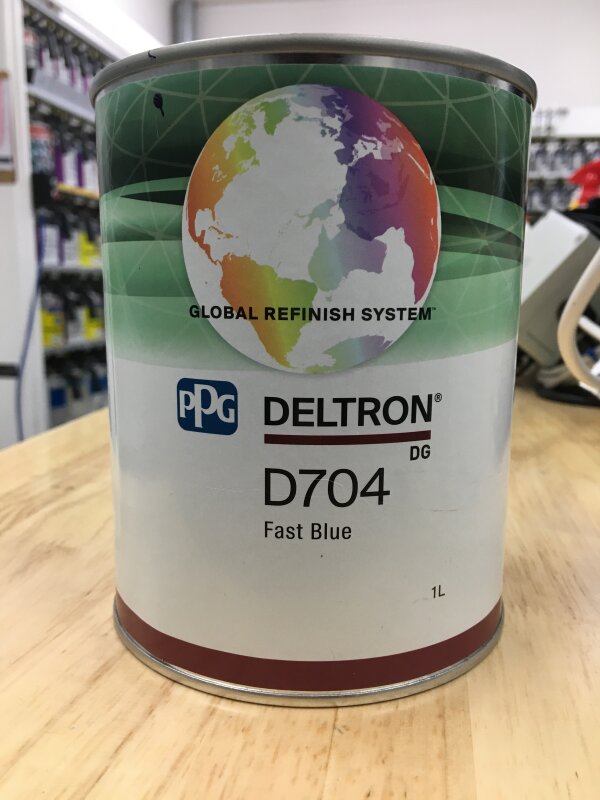 GLOBAL REFINISH SYSTEM™
PPG
DELTRON®
DG
D704
Fast Blue
1L